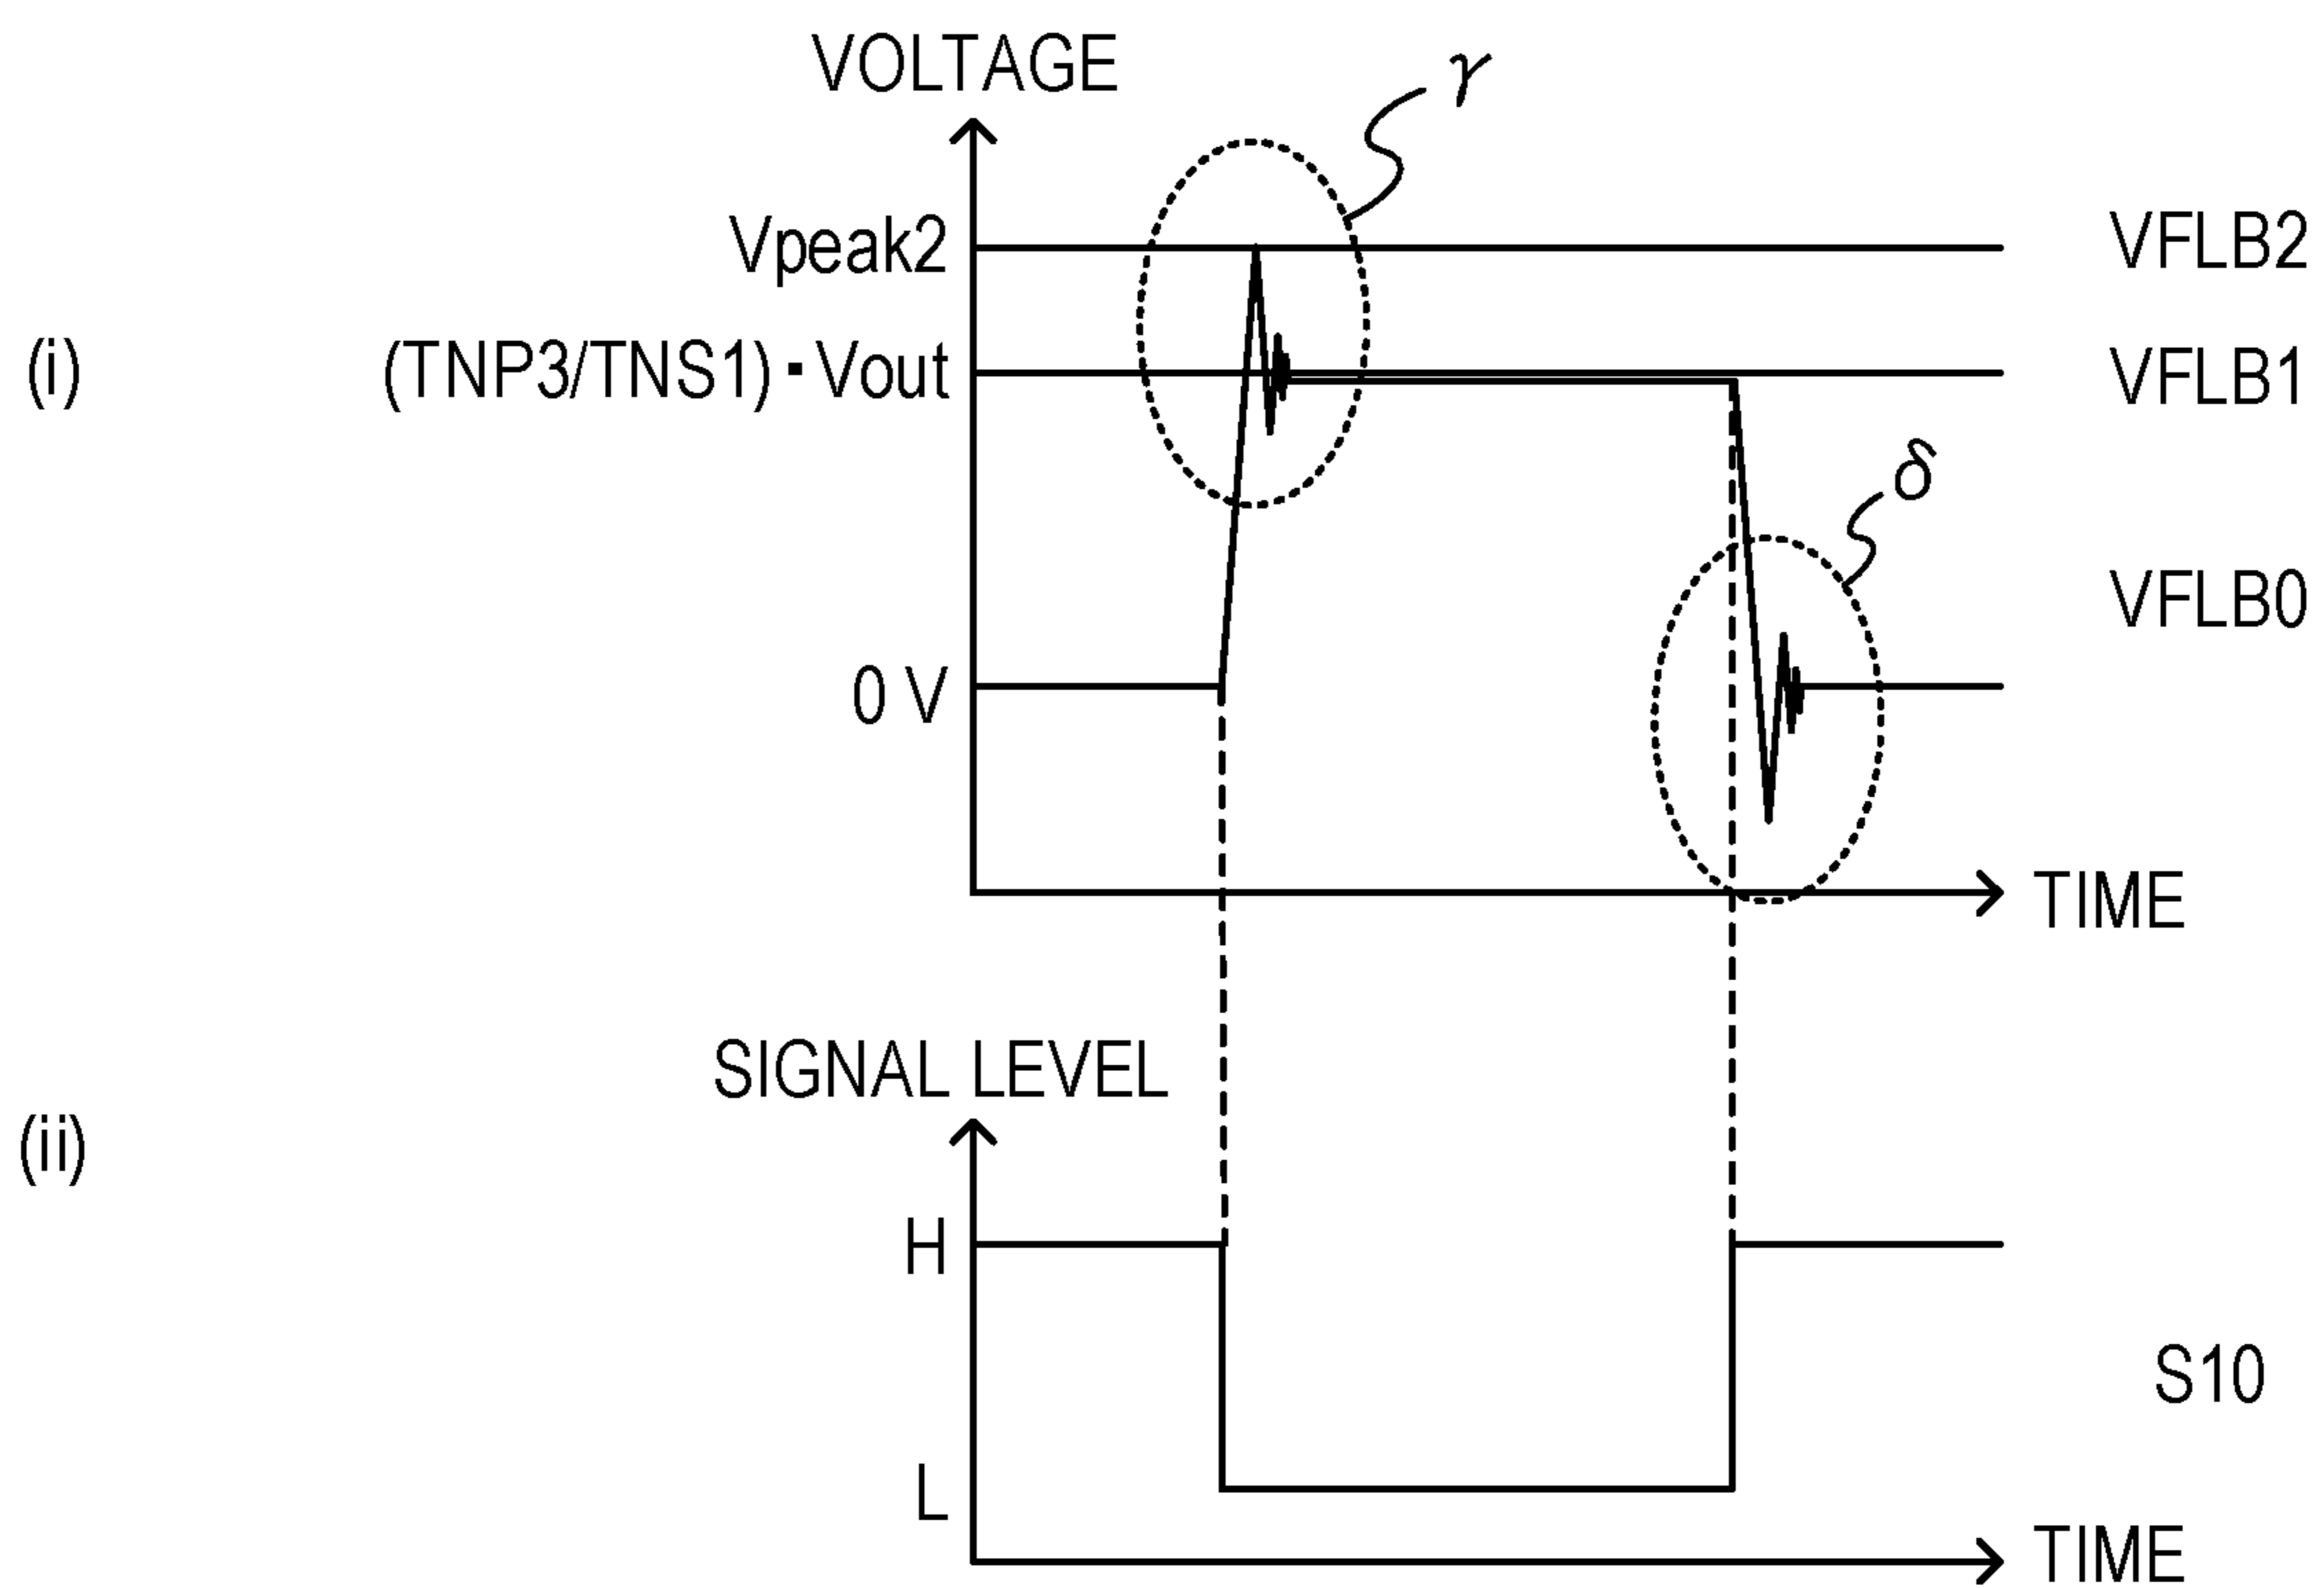 VOLTAGE
γ
Vpeak2
VFLB2
(i)
(TNP3/TNS1)・Vout
VFLB1
δ
VFLB0
0 V
TIME
SIGNAL LEVEL
(ii)
H
S10
L
TIME